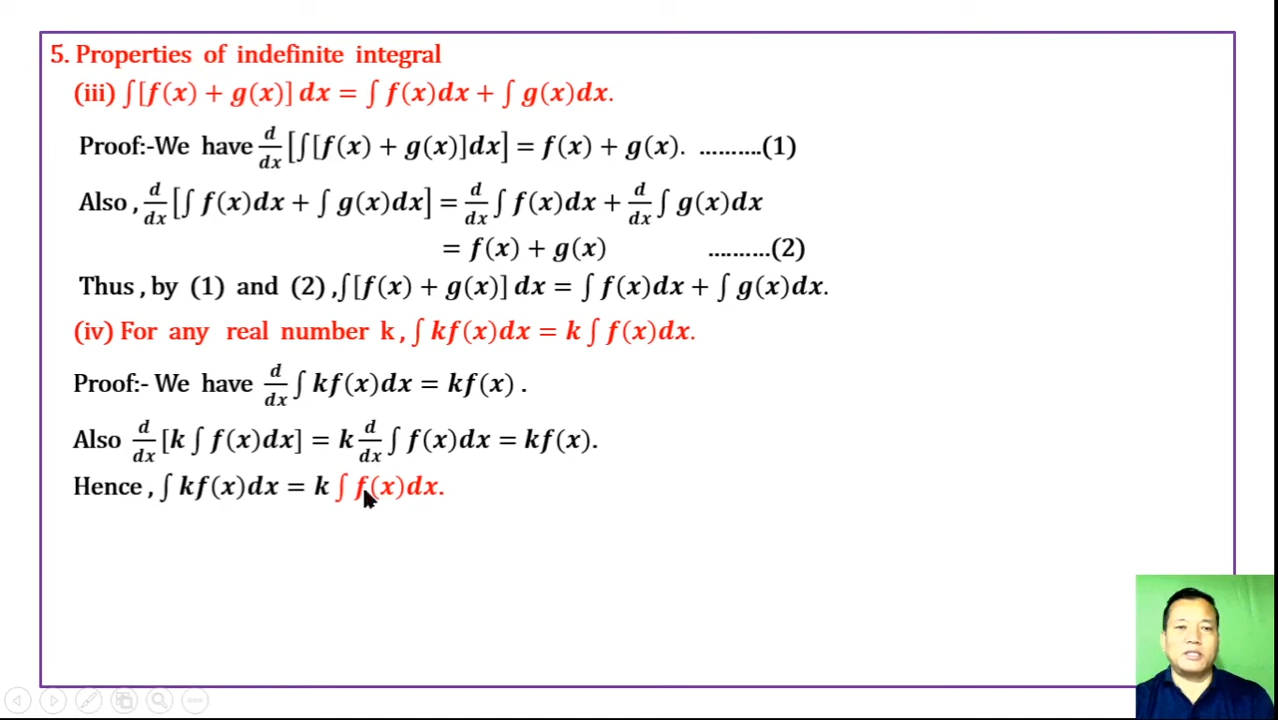 5. Properties of indefinite integral
(iii) ∫[f(x) + g(x)] dx = ∫ f(x)dx + ∫ g(x)dx.
Proof:-We have d/dx [∫[f(x) + g(x)]dx] = f(x) + g(x). ..........(1)
Also , d/dx [∫ f(x)dx + ∫ g(x)dx] = d/dx ∫ f(x)dx + d/dx ∫ g(x)dx
= f(x) + g(x) ..........(2)
Thus , by (1) and (2) , ∫[f(x) + g(x)] dx = ∫ f(x)dx + ∫ g(x)dx.
(iv) For any real number k , ∫ kf(x)dx = k ∫ f(x)dx.
Proof:- We have d/dx ∫ kf(x)dx = kf(x) .
Also d/dx [k ∫ f(x)dx] = k d/dx ∫ f(x)dx = kf(x).
Hence , ∫ kf(x)dx = k ∫ f(x)dx.